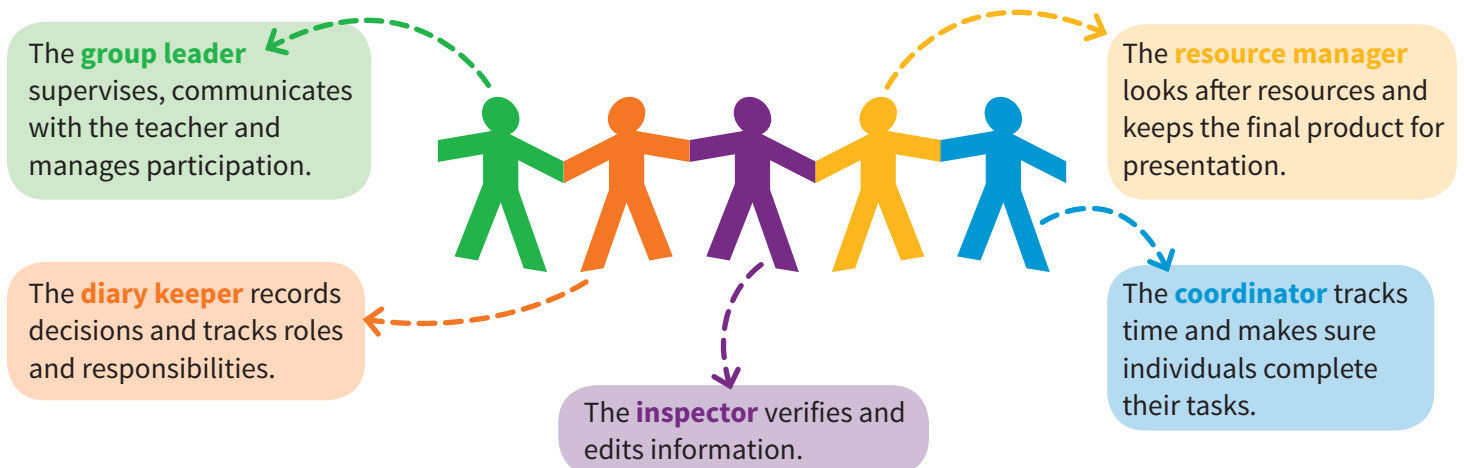 The group leader
supervises, communicates
with the teacher and
manages participation.
The resource manager
looks after resources and
keeps the final product for
presentation.
The diary keeper records
decisions and tracks roles
and responsibilities.
The inspector verifies and
edits information.
The coordinator tracks
time and makes sure
individuals complete
their tasks.